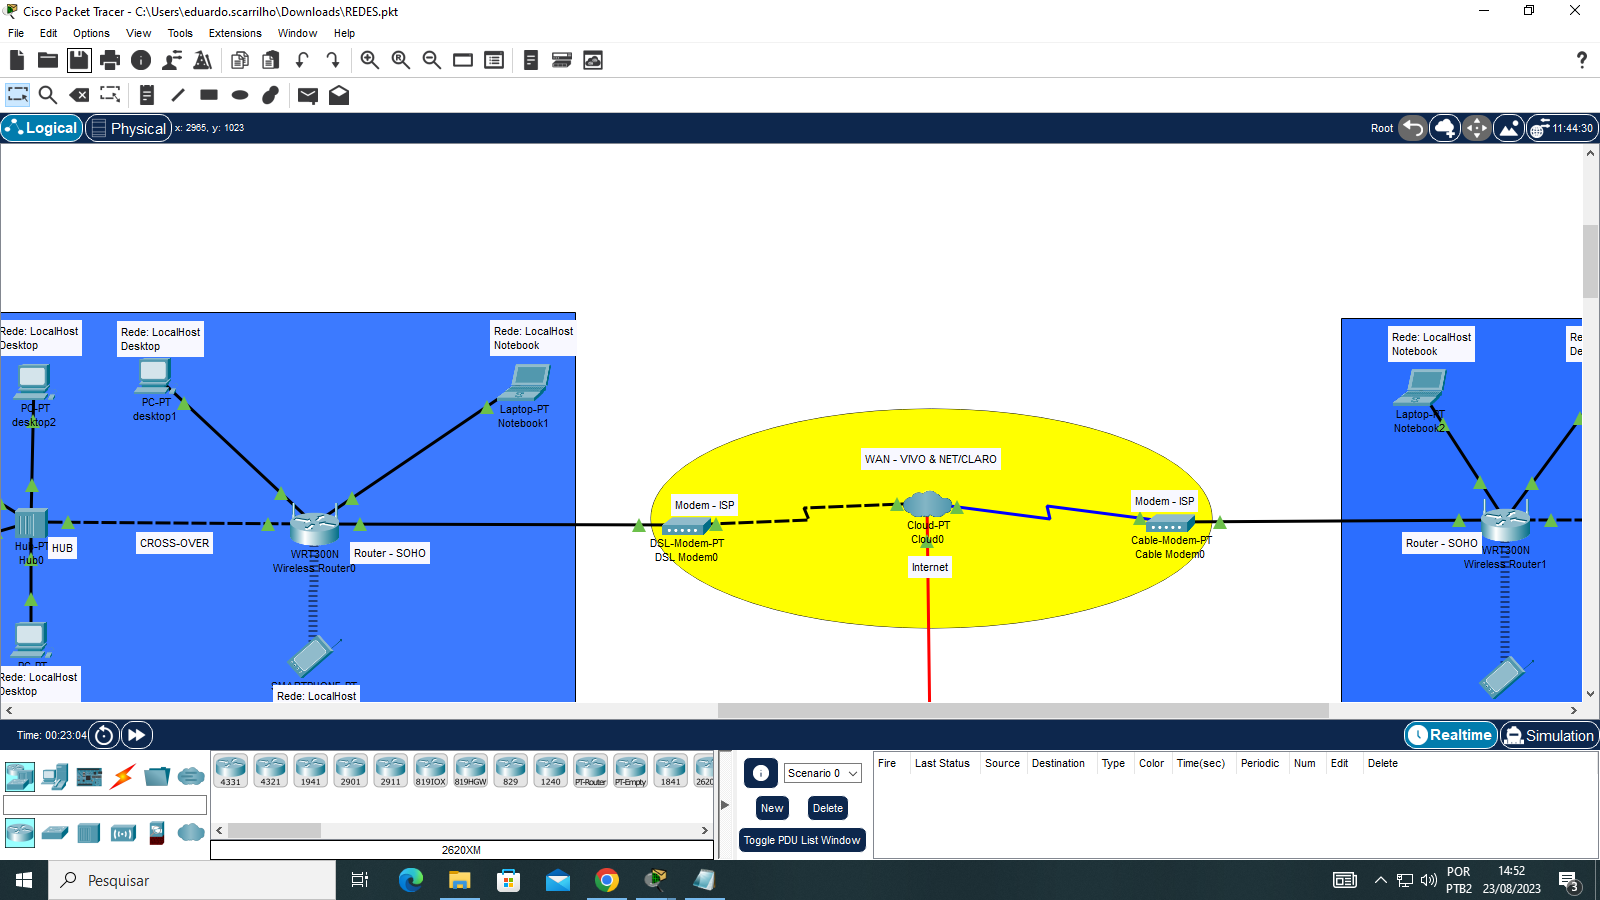 Cisco Packet Tracer - C:\Users\eduardo.scarrilho\Downloads\REDES.pkt
File Edit Options View Tools Extensions Window Help
Logical Physical x: 2965, y: 1023 Root 11:44:30
Rede: LocalHost
Desktop
PC-PT
desktop2
Rede: LocalHost
Desktop
PC-PT
desktop1
Rede: LocalHost
Notebook
Laptop-PT
Notebook1
Hub-PT
Hub0
HUB
CROSS-OVER
WRT300N
Wireless Router0
Router - SOHO
PC-PT
Rede: LocalHost
Desktop
SMARTPHONE-PT
Rede: LocalHost
WAN - VIVO & NET/CLARO
Modem - ISP
DSL-Modem-PT
DSL Modem0
Cloud-PT
Cloud0
Internet
Modem - ISP
Cable-Modem-PT
Cable Modem0
Rede: LocalHost
Notebook
Laptop-PT
Notebook2
Re
De
Router - SOHO
WRT300N
Wireless Router1
Time: 00:23:04 Realtime Simulation
4331 4321 1941 2901 2911 819IOX 819HGW 829 1240 PT-Router PT-Empty 1841 2620
2620XM
Scenario 0
New Delete
Toggle PDU List Window
Fire Last Status Source Destination Type Color Time(sec) Periodic Num Edit Delete
Pesquisar
POR
PTB2
14:52
23/08/2023
3